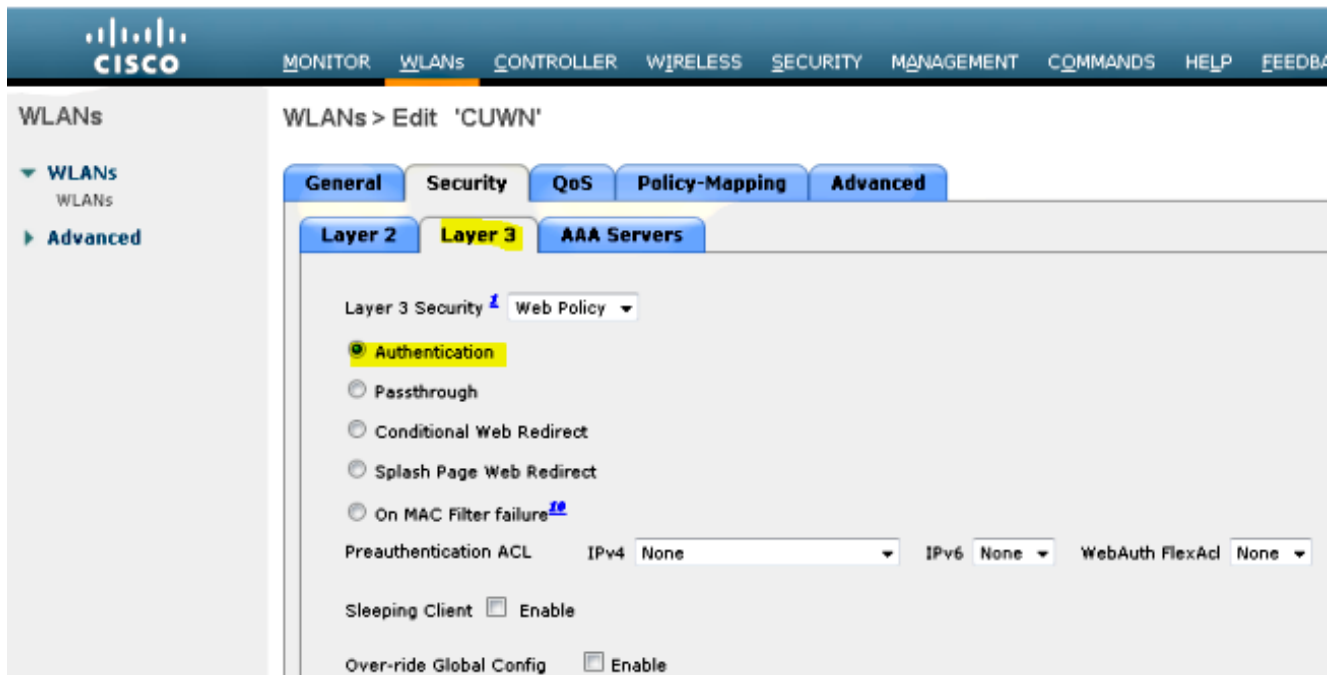 CISCO
MONITOR WLANs CONTROLLER WIRELESS SECURITY MANAGEMENT COMMANDS HELP FEEDBA
WLANs
WLANs
WLANs
Advanced
WLANs > Edit 'CUWN'
General Security QoS Policy-Mapping Advanced
Layer 2 Layer 3 AAA Servers
Layer 3 Security 1 Web Policy
Authentication
Passthrough
Conditional Web Redirect
Splash Page Web Redirect
On MAC Filter failure10
Preauthentication ACL IPv4 None IPv6 None WebAuth FlexAcl None
Sleeping Client Enable
Over-ride Global Config Enable